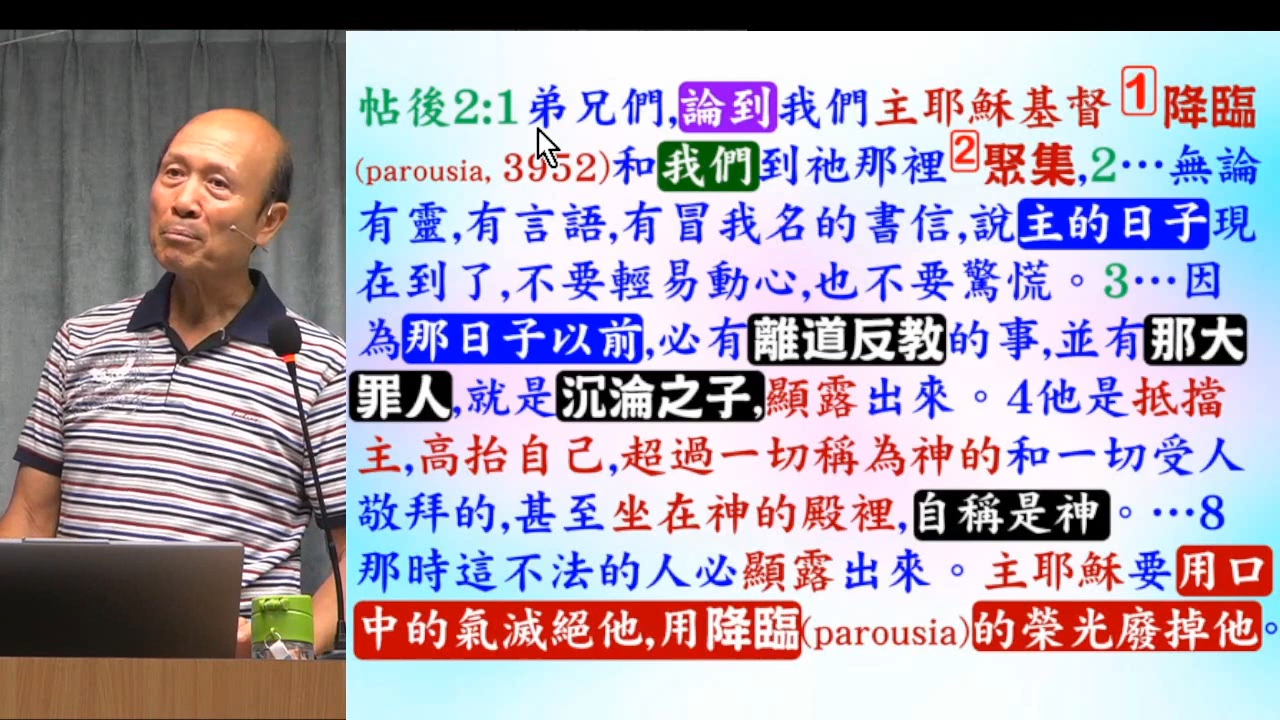 帖後2:1弟兄們,論到我們主耶穌基督 1 降臨
(parousia, 3952)和我們到祂那裡2聚集,2…無論
有靈,有言語,有冒我名的書信,說主的日子現
在到了,不要輕易動心,也不要驚慌。3…因
為那日子以前,必有離道反教的事,並有那大
罪人,就是沉淪之子,顯露出來。4他是抵擋
主,高抬自己,超過一切稱為神的和一切受人
敬拜的,甚至坐在神的殿裡,自稱是神。…8
那時這不法的人必顯露出來。主耶穌要用口
中的氣滅絕他,用降臨(parousia)的榮光廢掉他。